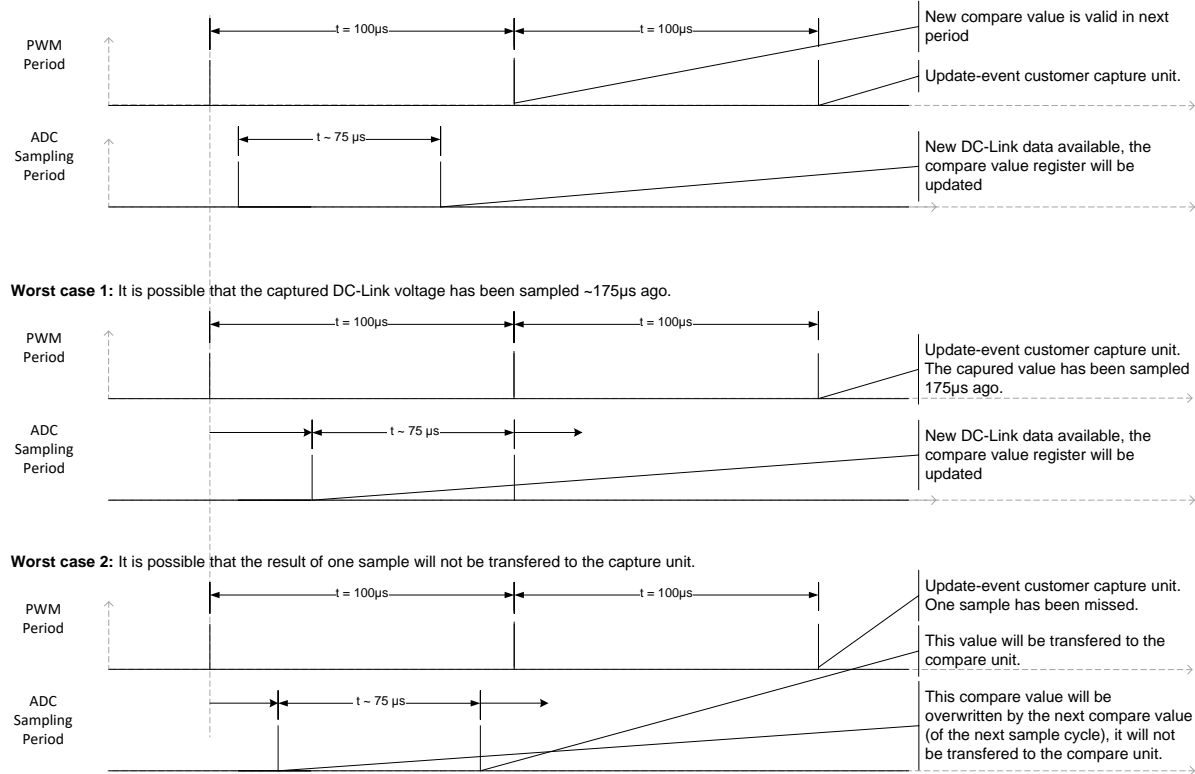 t = 100µs
t = 100µs
New compare value is valid in next
period
PWM
Period
Update-event customer capture unit.
ADC
Sampling
Period
t ~ 75 µs
New DC-Link data available, the
compare value register will be
updated
Worst case 1: It is possible that the captured DC-Link voltage has been sampled ~175µs ago.
t = 100µs
t = 100µs
PWM
Period
Update-event customer capture unit.
The capured value has been sampled
175µs ago.
ADC
Sampling
Period
t ~ 75 µs
New DC-Link data available, the
compare value register will be
updated
Worst case 2: It is possible that the result of one sample will not be transfered to the capture unit.
t = 100µs
t = 100µs
PWM
Period
Update-event customer capture unit.
One sample has been missed.
This value will be transfered to the
compare unit.
ADC
Sampling
Period
t ~ 75 µs
This compare value will be
overwritten by the next compare value
(of the next sample cycle), it will not
be transfered to the compare unit.